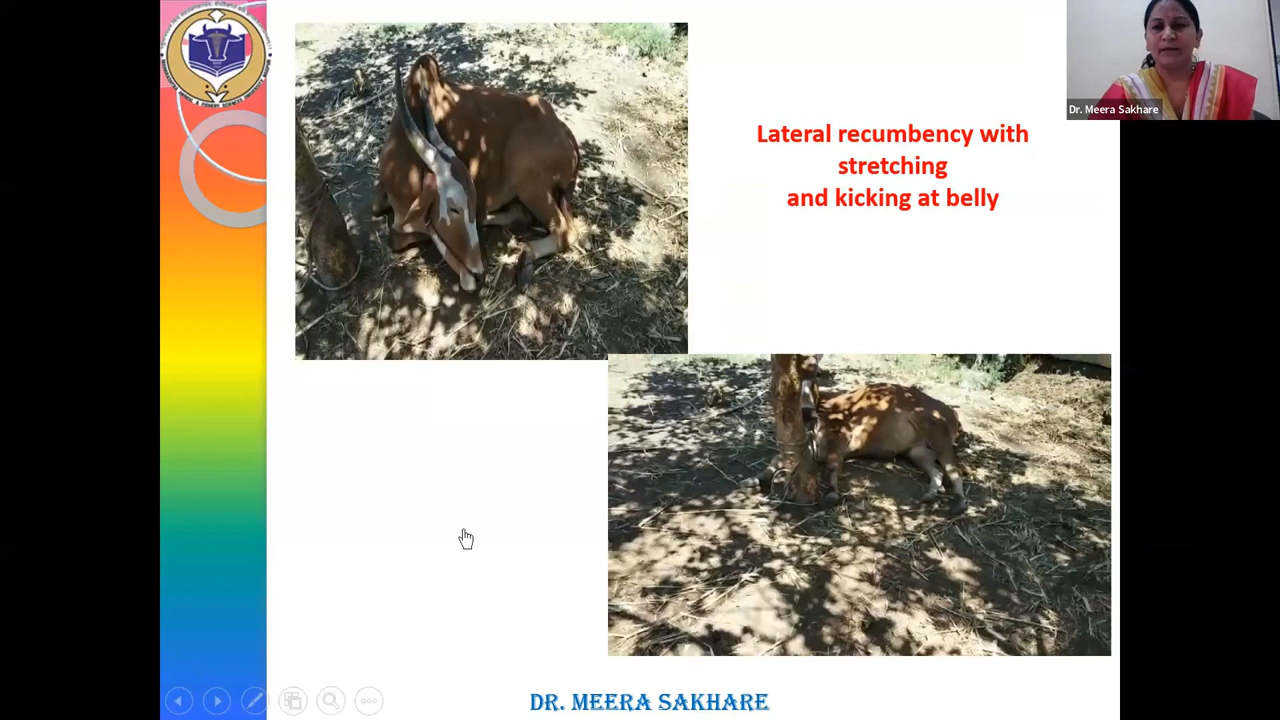 Dr. Meera Sakhare
Lateral recumbency with
stretching
and kicking at belly
DR. MEERA SAKHARE